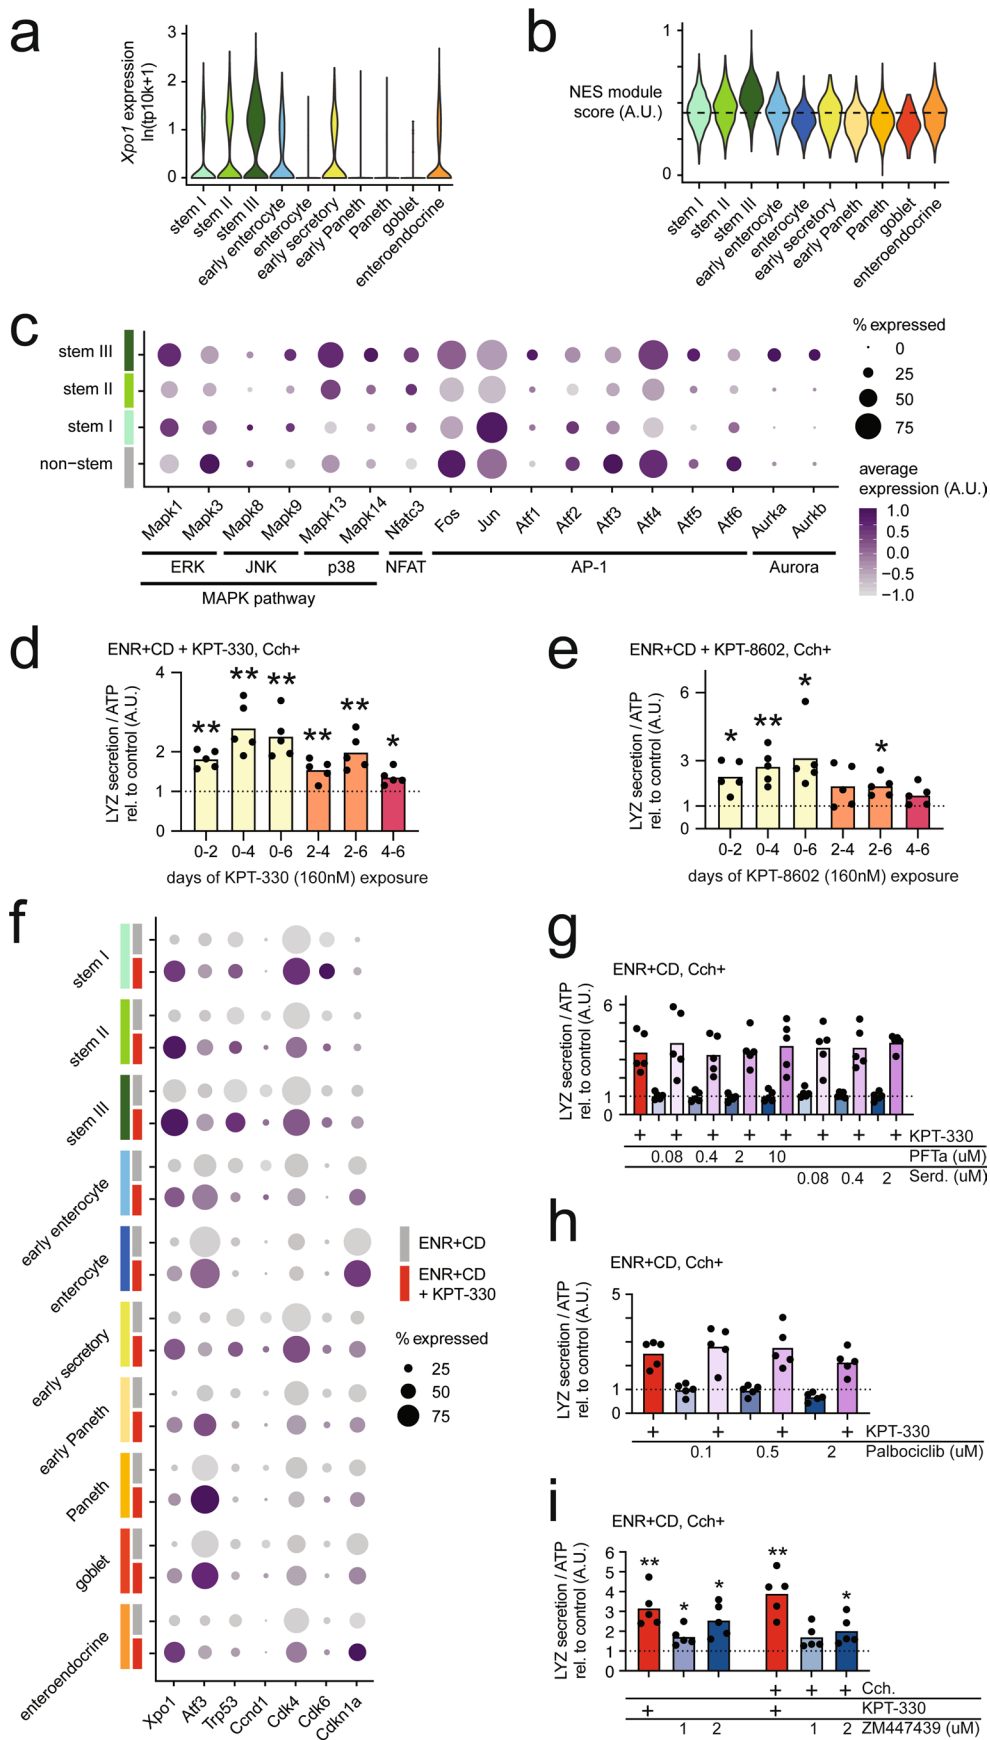 a
Xpo1 expression
ln(tp10k+1)
3
2
1
0
stem I
stem II
stem III
early enterocyte
enterocyte
early secretory
early Paneth
Paneth
goblet
enteroendocrine
b
NES module
score (A.U.)
1
0
stem I
stem II
stem III
early enterocyte
enterocyte
early secretory
early Paneth
Paneth
goblet
enteroendocrine
c
stem III
stem II
stem I
non-stem
Mapk1
Mapk3
Mapk8
Mapk9
Mapk13
Mapk14
Nfatc3
Fos
Jun
Atf1
Atf2
Atf3
Atf4
Atf5
Atf6
Aurka
Aurkb
ERK
JNK
p38
NFAT
AP-1
Aurora
MAPK pathway
% expressed
0
25
50
75
average
expression (A.U.)
1.0
0.5
0.0
−0.5
−1.0
d
ENR+CD + KPT-330, Cch+
LYZ secretion / ATP
rel. to control (A.U.)
4
2
1
0
** ** ** ** ** *
0-2 0-4 0-6 2-4 2-6 4-6
days of KPT-330 (160nM) exposure
e
ENR+CD + KPT-8602, Cch+
LYZ secretion / ATP
rel. to control (A.U.)
6
3
1
0
* ** * *
0-2 0-4 0-6 2-4 2-6 4-6
days of KPT-8602 (160nM) exposure
f
stem I
stem II
stem III
early enterocyte
enterocyte
early secretory
early Paneth
Paneth
goblet
enteroendocrine
Xpo1
Atf3
Trp53
Ccnd1
Cdk4
Cdk6
Cdkn1a
ENR+CD
ENR+CD
+ KPT-330
% expressed
25
50
75
g
ENR+CD, Cch+
LYZ secretion / ATP
rel. to control (A.U.)
6
1
0
+ + + + + + + + KPT-330
0.08 0.4 2 10 PFTa (uM)
0.08 0.4 2 Serd. (uM)
h
ENR+CD, Cch+
LYZ secretion / ATP
rel. to control (A.U.)
5
1
0
+ + + + KPT-330
0.1 0.5 2 Palbociclib (uM)
i
ENR+CD, Cch+
LYZ secretion / ATP
rel. to control (A.U.)
6
5
4
3
2
1
0
** * * ** *
+ + + Cch.
+ + KPT-330
1 2 1 2 ZM447439 (uM)